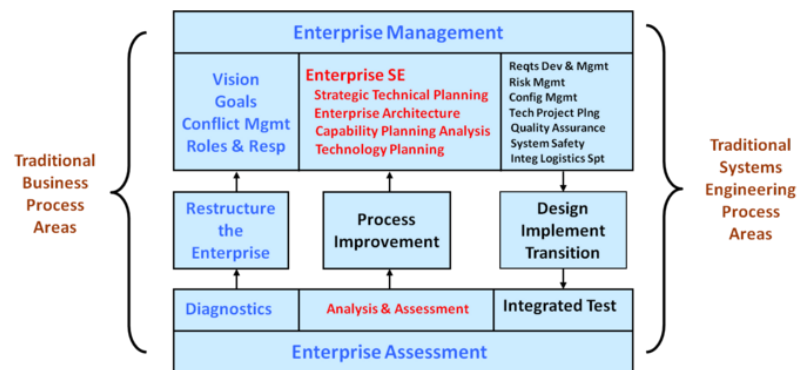 Enterprise Management
Traditional
Business
Process
Areas
Vision
Goals
Conflict Mgmt
Roles & Resp
Enterprise SE
Strategic Technical Planning
Enterprise Architecture
Capability Planning Analysis
Technology Planning
Reqts Dev & Mgmt
Risk Mgmt
Config Mgmt
Tech Project Plng
Quality Assurance
System Safety
Integ Logistics Spt
Traditional
Systems
Engineering
Process
Areas
Restructure
the
Enterprise
Process
Improvement
Design
Implement
Transition
Diagnostics
Analysis & Assessment
Integrated Test
Enterprise Assessment